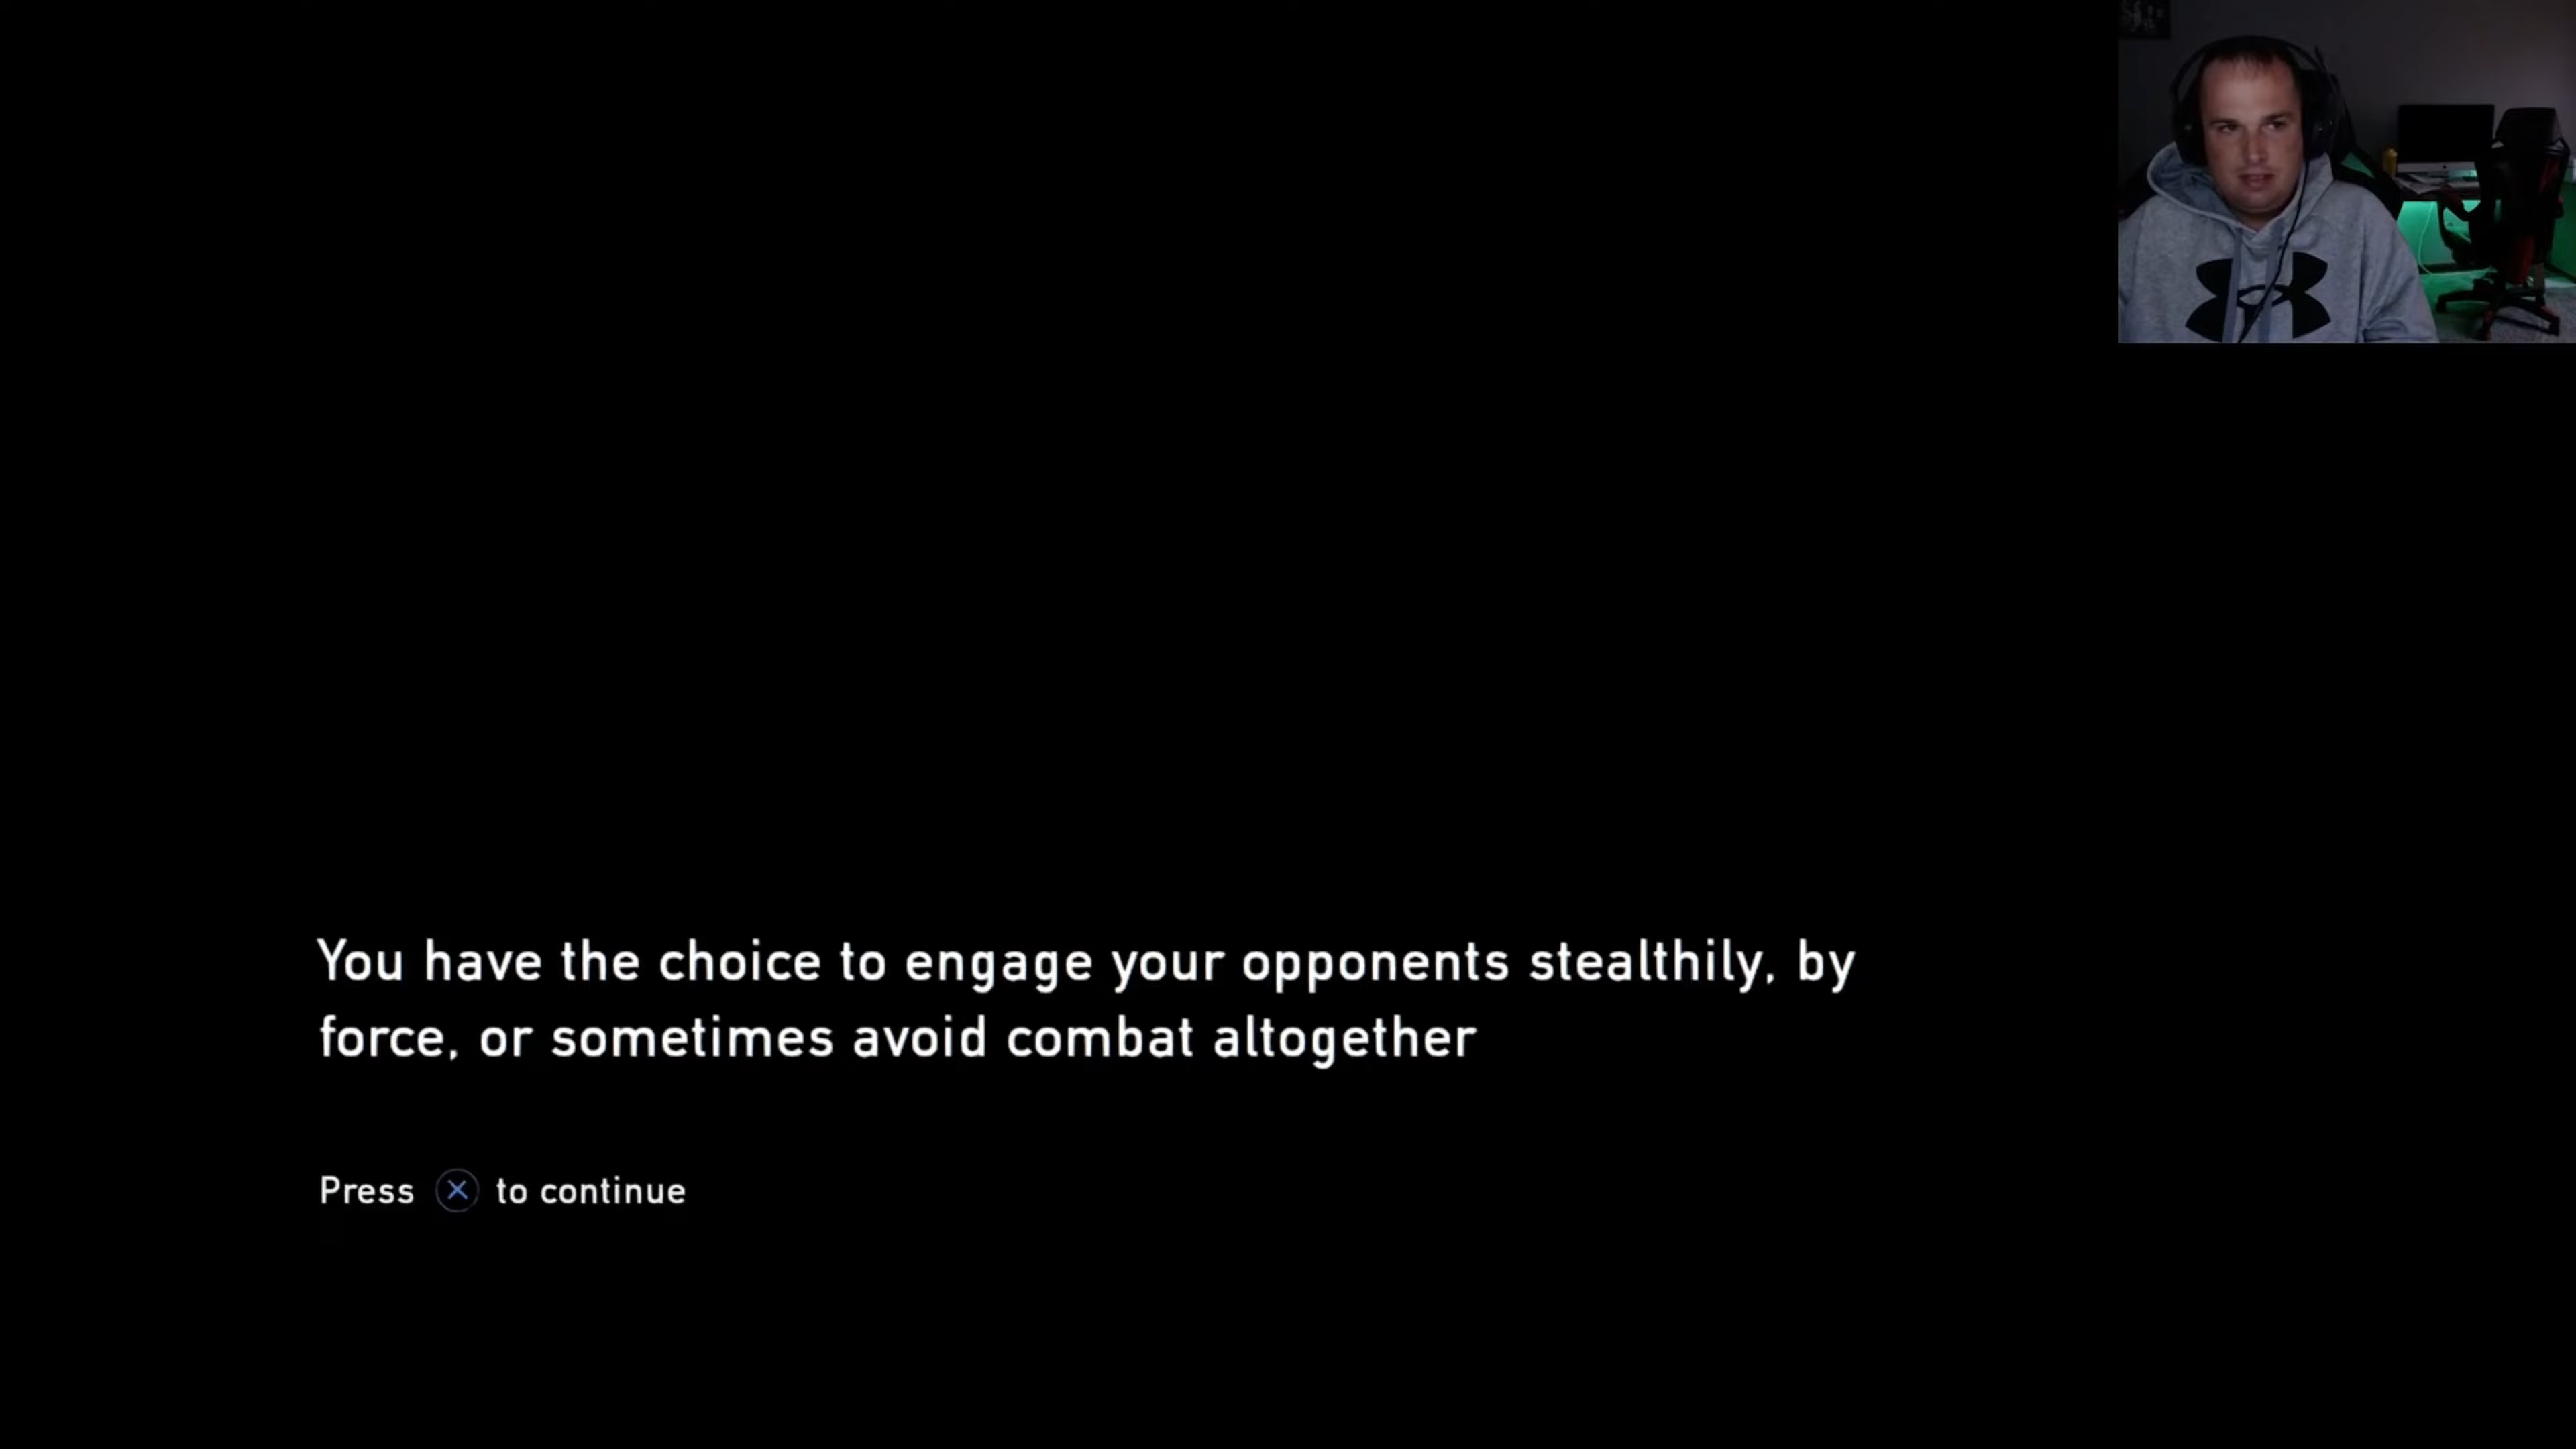 You have the choice to engage your opponents stealthily, by
force, or sometimes avoid combat altogether
Press to continue